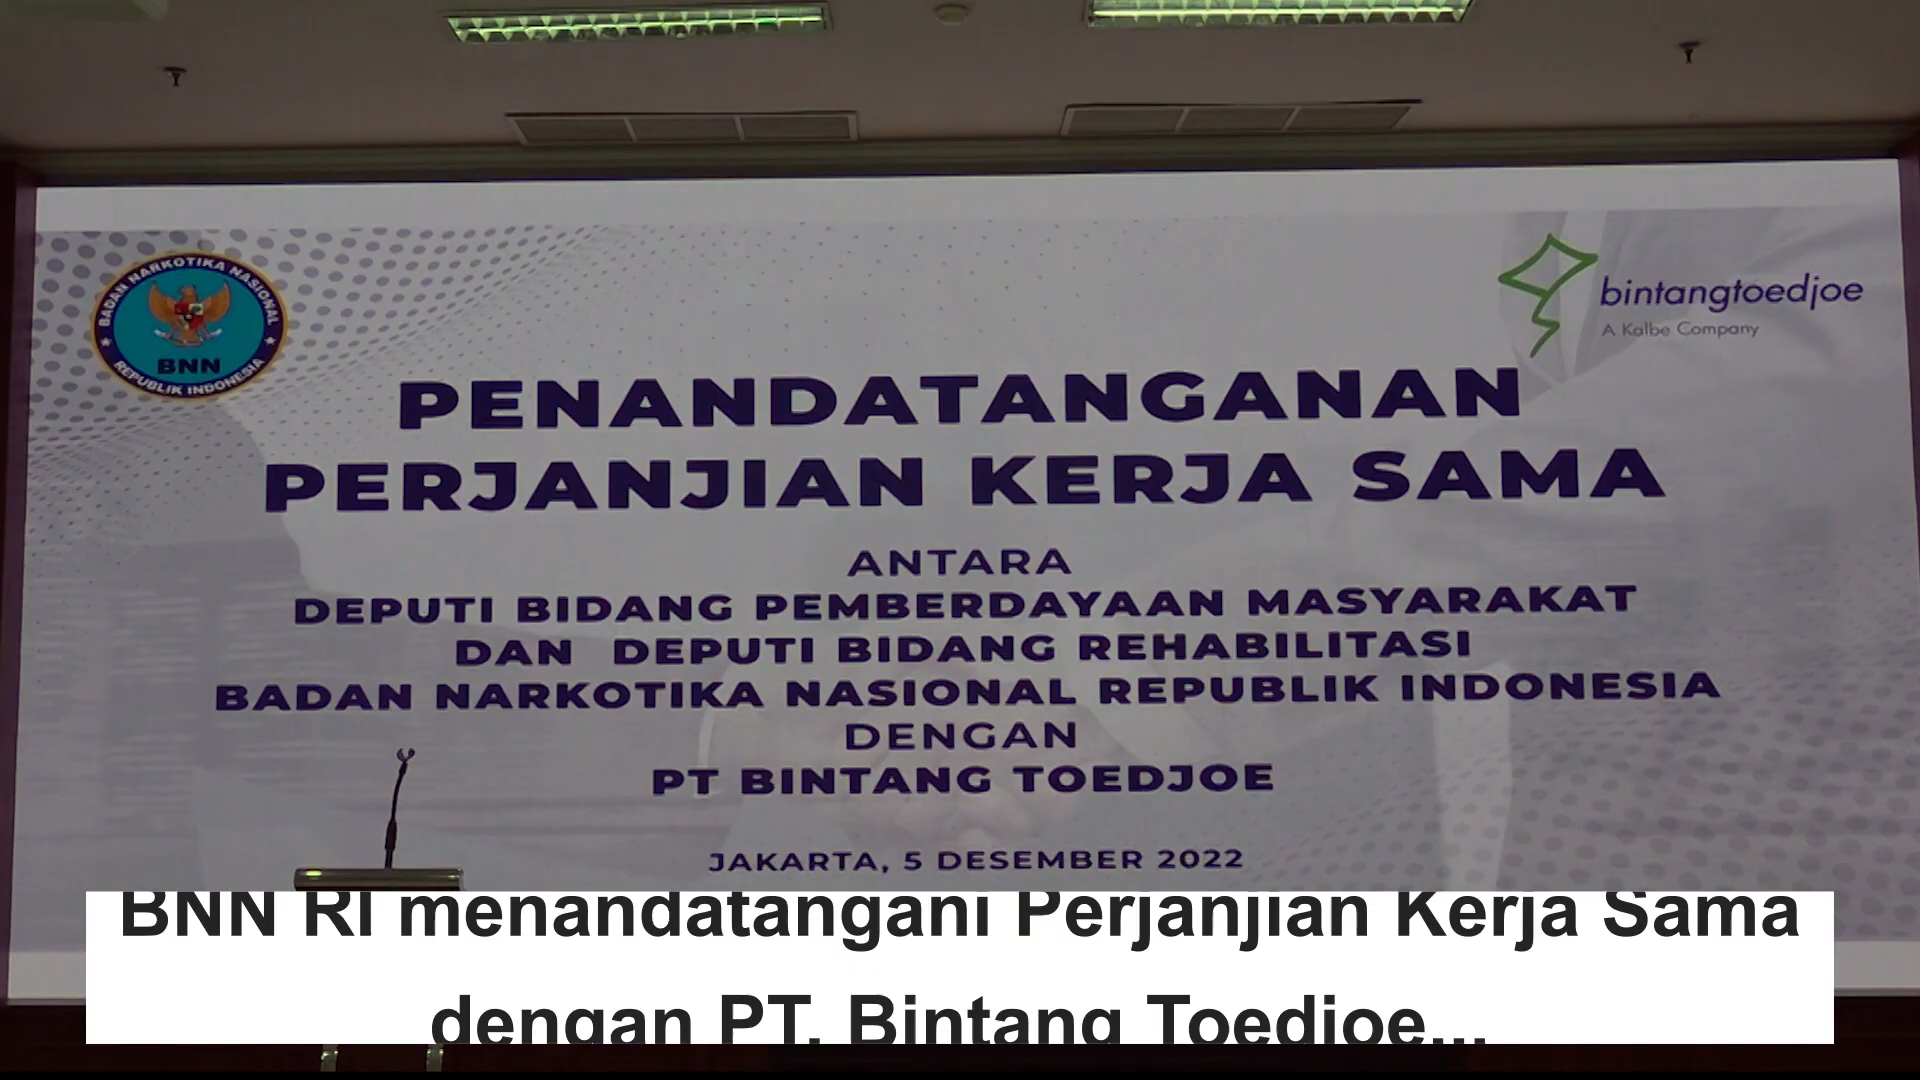 BADAN NARKOTIKA NASIONAL
BNN
REPUBLIK INDONESIA
bintangtoedjoe
A Kalbe Company
PENANDATANGANAN
PERJANJIAN KERJA SAMA
ANTARA
DEPUTI BIDANG PEMBERDAYAAN MASYARAKAT
DAN DEPUTI BIDANG REHABILITASI
BADAN NARKOTIKA NASIONAL REPUBLIK INDONESIA
DENGAN
PT BINTANG TOEDJOE
JAKARTA, 5 DESEMBER 2022
BNN RI menandatangani Perjanjian Kerja Sama
dengan PT. Bintang Toedjoe...